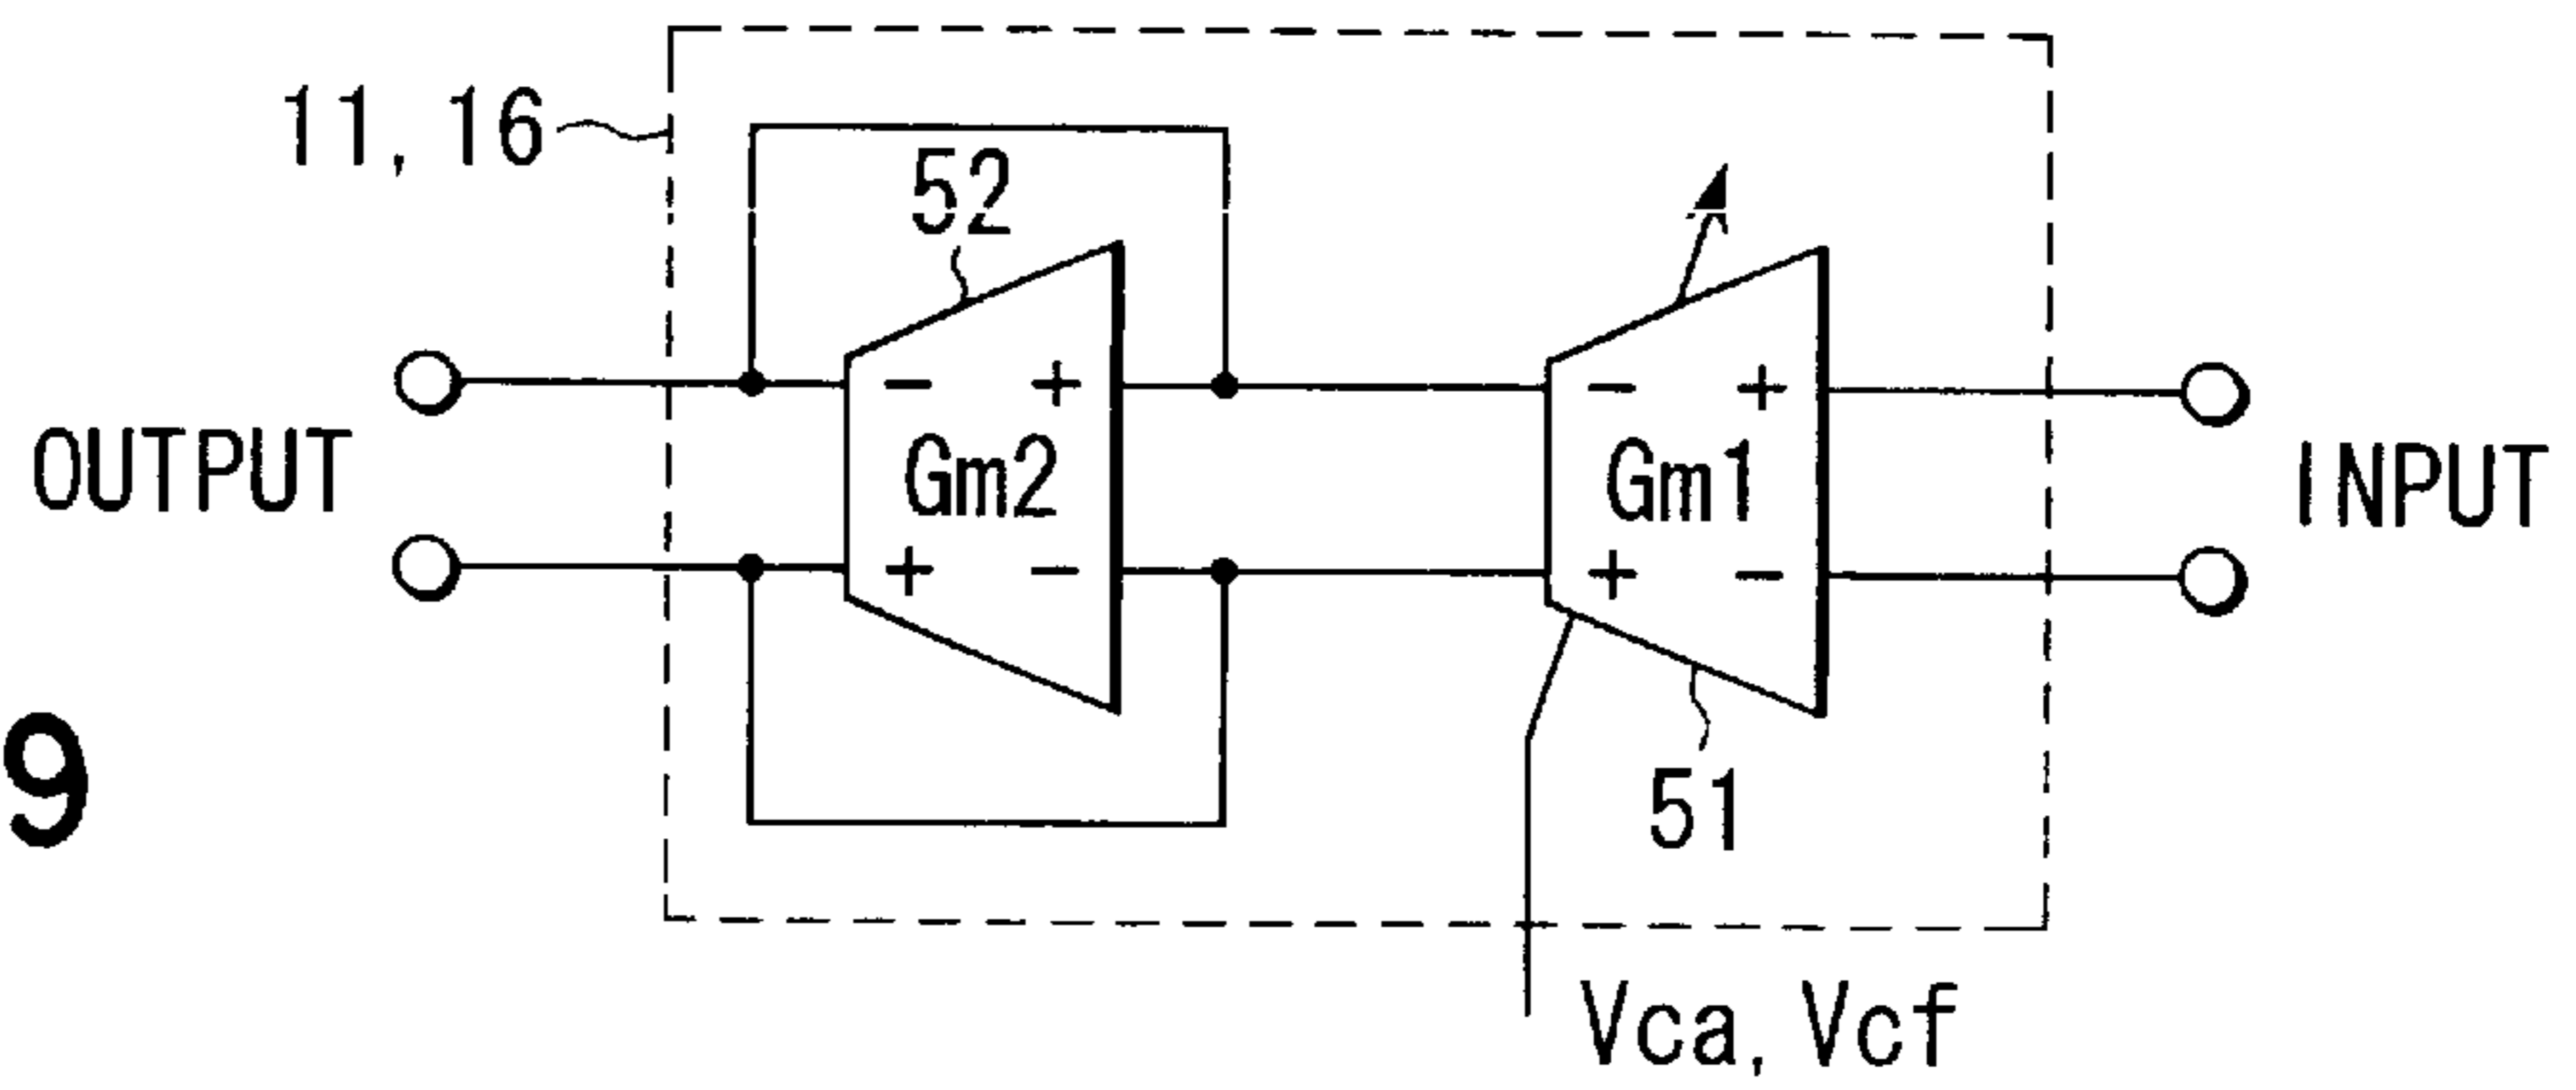 11, 16
52
51
- +
- +
Gm2
Gm1
+ -
+ -
OUTPUT
INPUT
9
Vca, Vcf